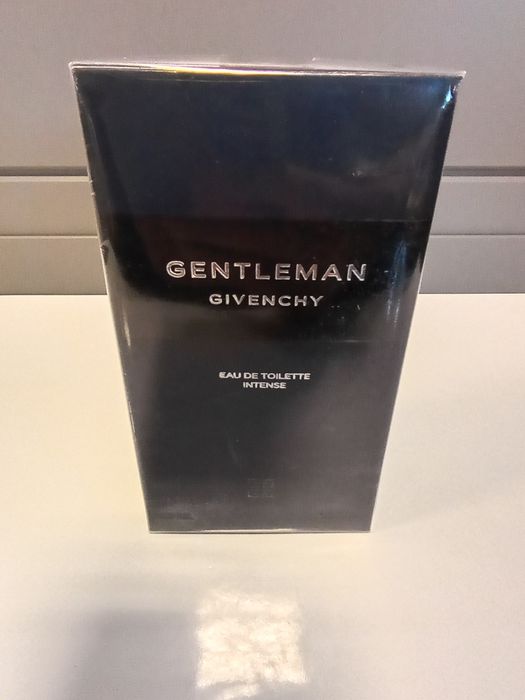 GENTLEMAN
GIVENCHY
EAU DE TOILETTE
INTENSE